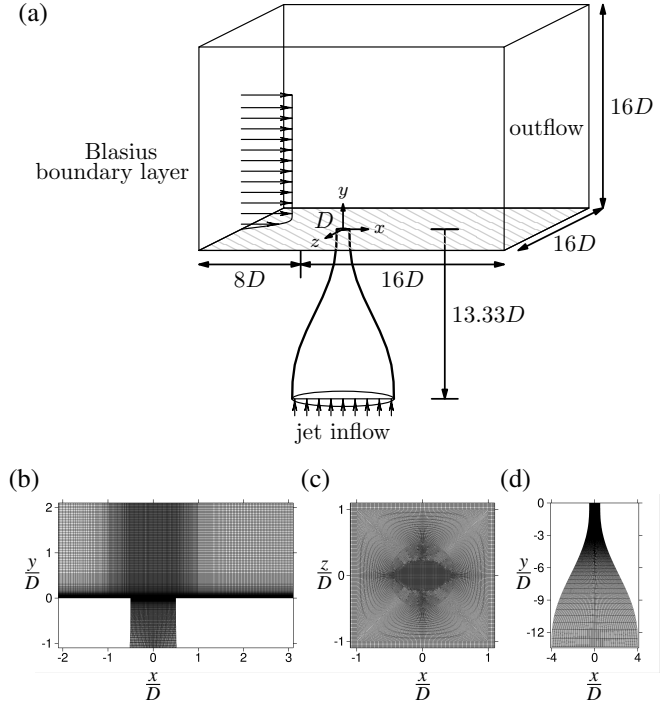 (a)
Blasius
boundary layer
outflow
16D
y
D
x
z
16D
8D
16D
13.33D
jet inflow
(b)
(c)
(d)
2
1
0
-1
y
D
-2
-1
0
1
2
3
x
D
1
0
-1
z
D
-1
0
1
x
D
0
-3
-6
-9
-12
y
D
-4
0
4
x
D